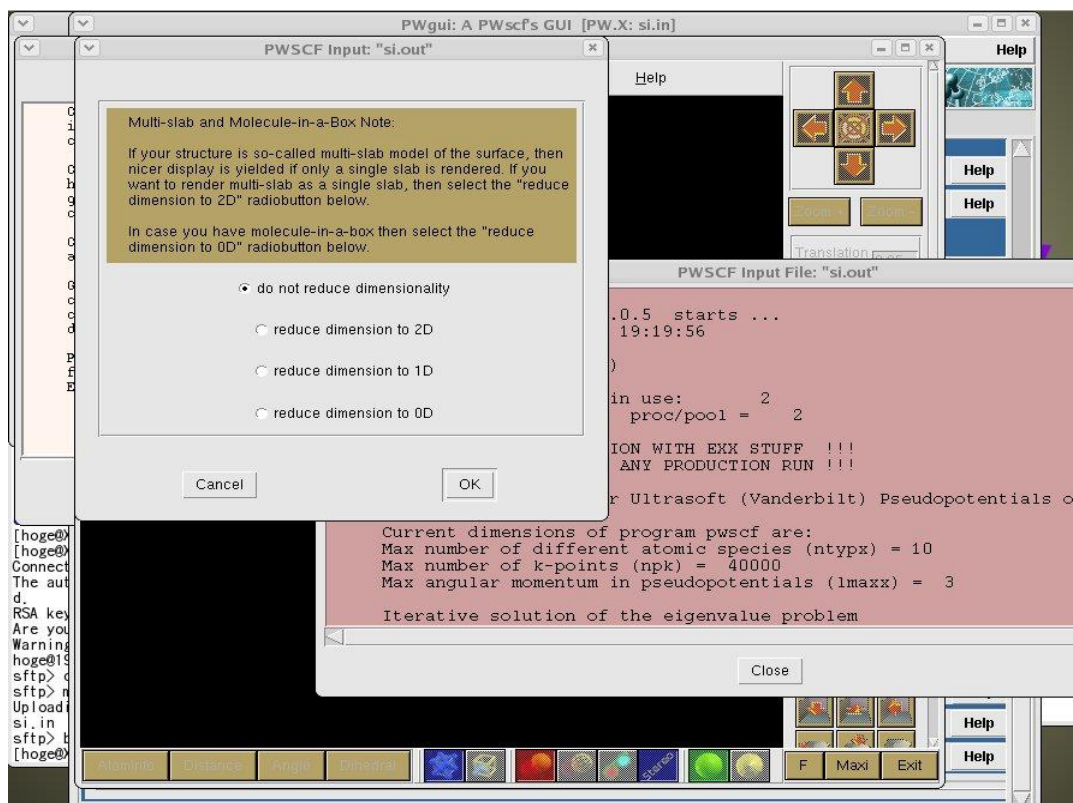 PWgui: A PWscf's GUI [PW.X: si.in]
PWSCF Input: "si.out"
Help
Help
Multi-slab and Molecule-in-a-Box Note:
If your structure is so-called multi-slab model of the surface, then
nicer display is yielded if only a single slab is rendered. If you
want to render multi-slab as a single slab, then select the "reduce
dimension to 2D" radiobutton below.
In case you have molecule-in-a-box then select the "reduce
dimension to 0D" radiobutton below.
do not reduce dimensionality
reduce dimension to 2D
reduce dimension to 1D
reduce dimension to 0D
Cancel
OK
Help
Help
Zoom +
Zoom -
Translation
PWSCF Input File: "si.out"
.0.5 starts ...
19:19:56
)
in use: 2
proc/pool = 2
ION WITH EXX STUFF !!!
ANY PRODUCTION RUN !!!
r Ultrasoft (Vanderbilt) Pseudopotentials o
Current dimensions of program pwscf are:
Max number of different atomic species (ntypx) = 10
Max number of k-points (npk) = 40000
Max angular momentum in pseudopotentials (lmaxx) = 3
Iterative solution of the eigenvalue problem
Close
[hoge@X
[hoge@X
Connect
The aut
d.
RSA key
Are you
Warning
hoge@19
sftp> c
sftp> m
Uploadi
si.in
sftp> b
[hoge@X
AtomInfo
Distance
Angle
Dihedral
stereo
F
Maxi
Exit
Help
Help